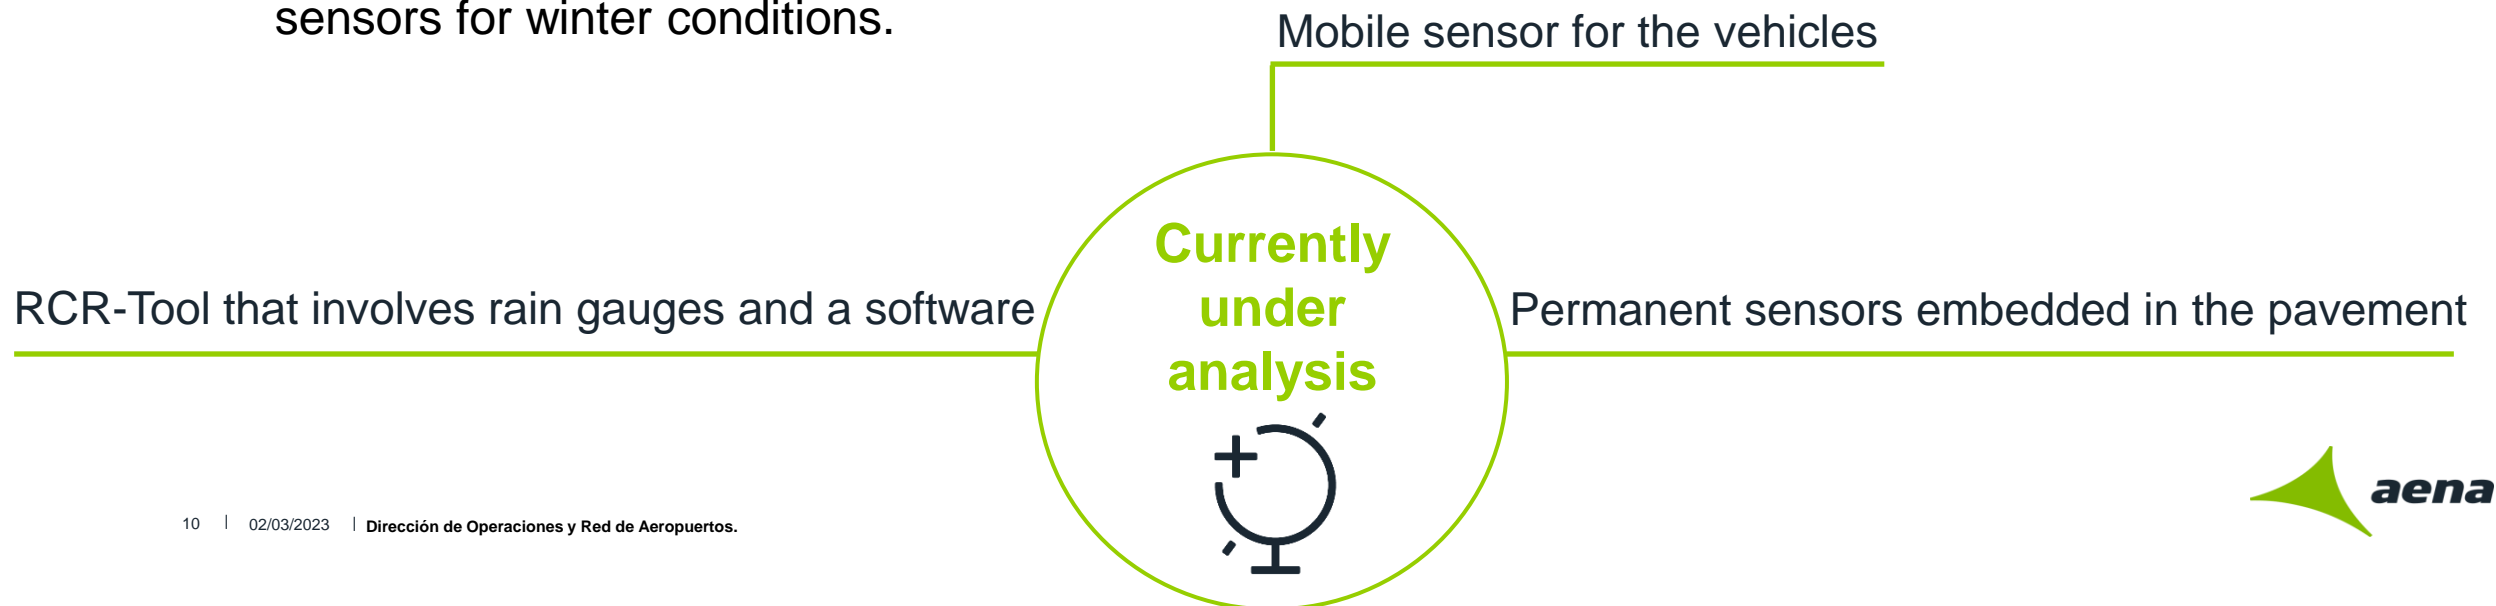 sensors for winter conditions.
Mobile sensor for the vehicles
Currently
under
analysis
RCR-Tool that involves rain gauges and a software
Permanent sensors embedded in the pavement
10 | 02/03/2023 | Dirección de Operaciones y Red de Aeropuertos.
aena